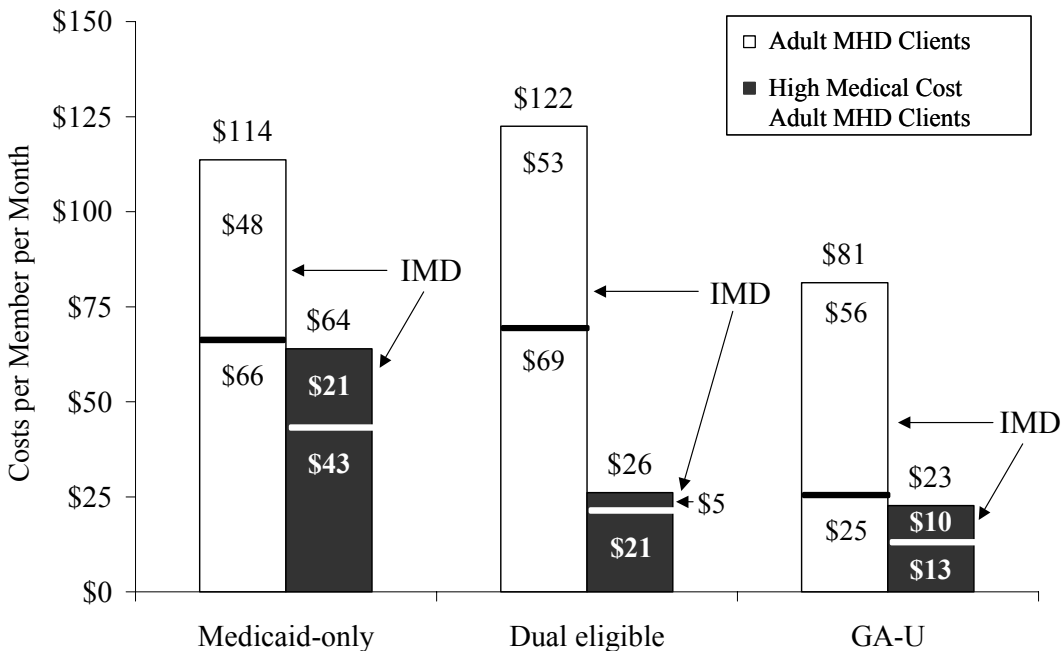 $150
$125
$100
$75
$50
$25
$0
Costs per Member per Month
Adult MHD Clients
High Medical Cost
Adult MHD Clients
$114
$48
$66
IMD
$64
$21
$43
$122
$53
$69
IMD
$26
$5
$21
$81
$56
$25
IMD
$23
$10
$13
Medicaid-only
Dual eligible
GA-U